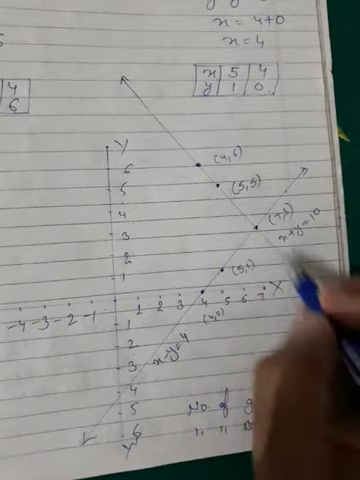 x = 4+0
x = 4
x 5 4
y 1 0
4
6
Y
(4,6)
6
(5,5)
5
4
(7,3)
3
x+y=10
2
(5,1)
1
-4 -3 -2 -1 1 2 3 4 5 6 7 X
(4,0)
1
2
x-y=4
3
4
5
No of
6
Y'